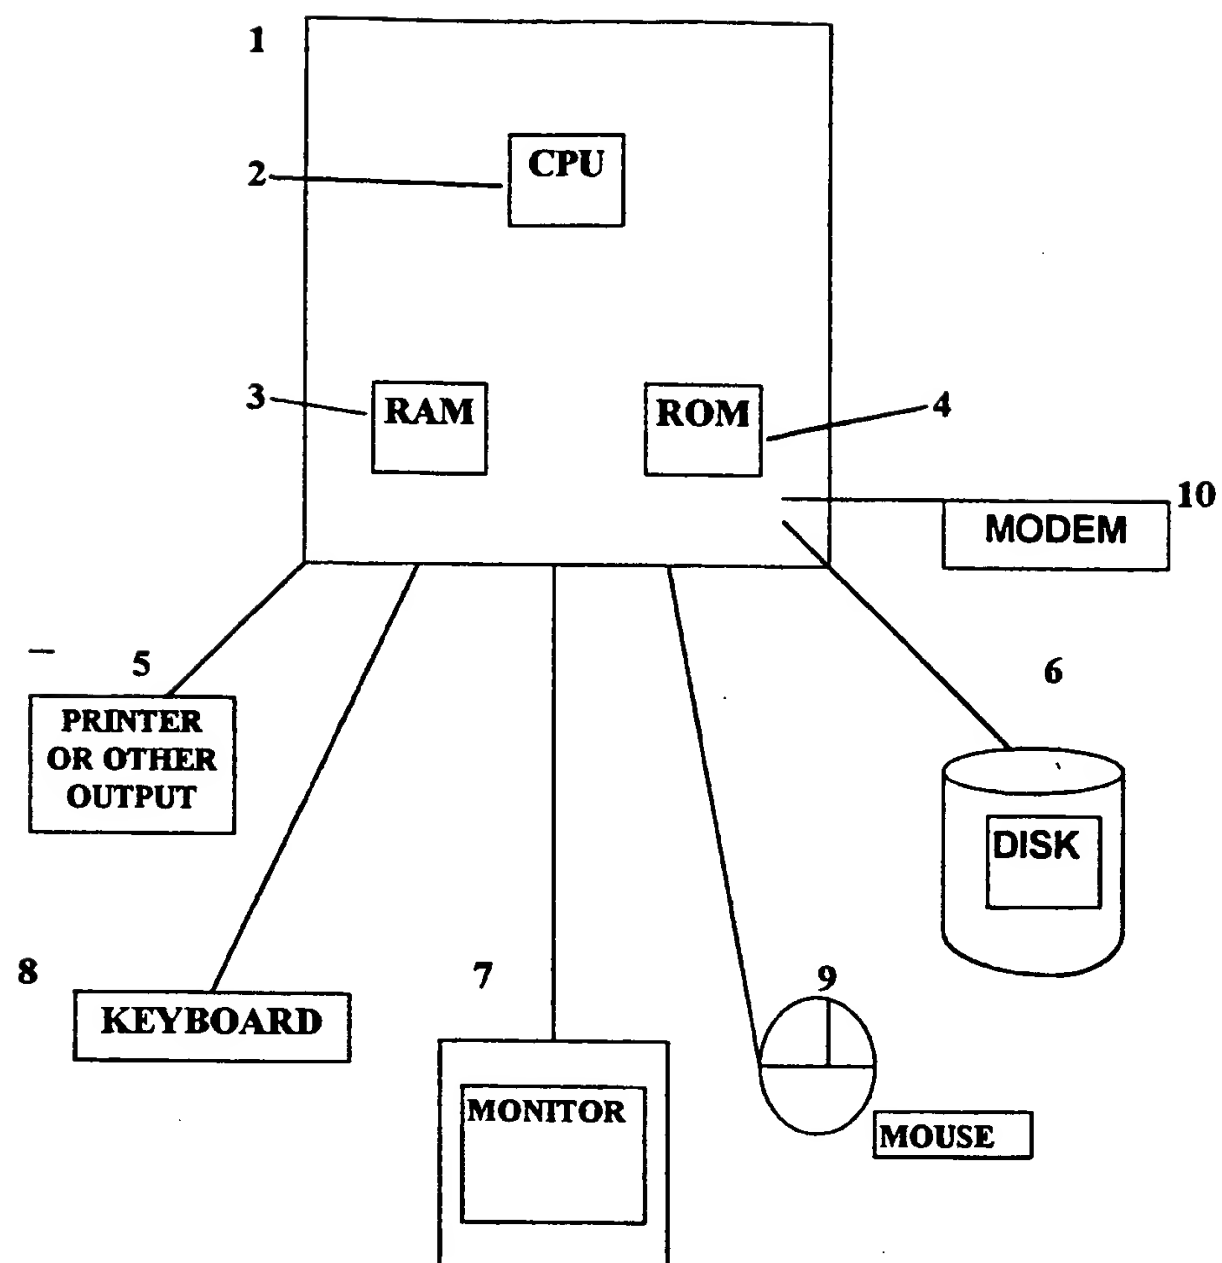 1
CPU
2
3
RAM
ROM
4
10
MODEM
5
6
PRINTER
OR OTHER
OUTPUT
DISK
8
7
9
KEYBOARD
MONITOR
MOUSE